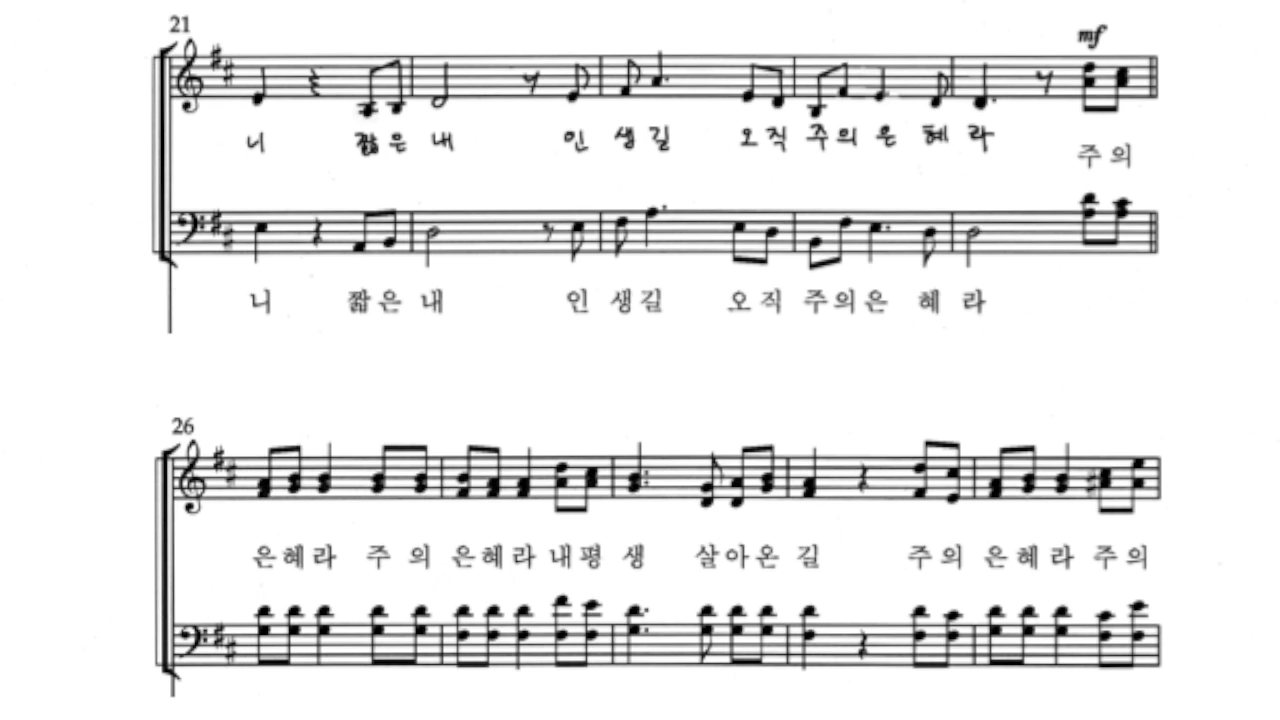 21
mf
니 짧은 내 인 생길 오직 주의 은 혜 라
주 의
니 짧은 내 인 생길 오직 주의은 혜 라
26
은혜라 주 의 은혜라 내평 생 살아온 길 주의 은혜라 주의